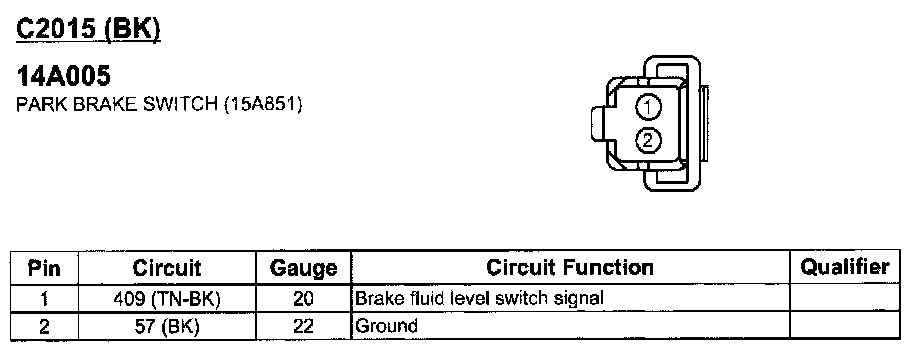 C2015 (BK)
14A005
PARK BRAKE SWITCH (15A851)
1
2
Pin Circuit Gauge Circuit Function Qualifier
1 409 (TN-BK) 20 Brake fluid level switch signal
2 57 (BK) 22 Ground